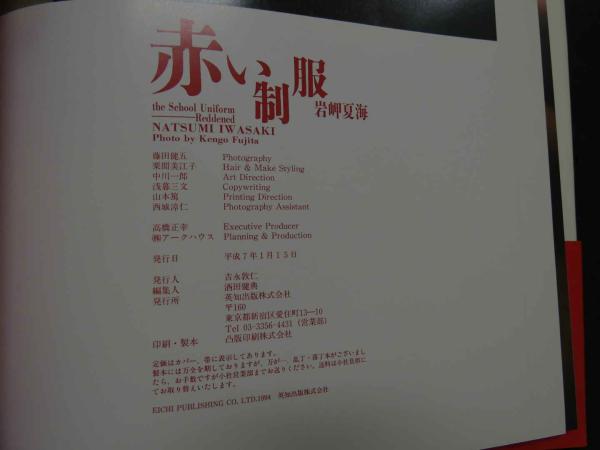 赤い制服
the School Uniform
Reddened
岩岬夏海
NATSUMI IWASAKI
Photo by Kengo Fujita
藤田健五 Photography
栗間美江子 Hair & Make Styling
中川一郎 Art Direction
浅暮三文 Copywriting
山本篤 Printing Direction
西城涼仁 Photography Assistant
高橋正幸 Executive Producer
㈱アークハウス Planning & Production
発行日 平成7年1月15日
発行人 吉永敦仁
編集人 酒田健典
発行所 英知出版株式会社
〒160
東京都新宿区愛住町13—10
Tel 03-3356-4431 (営業部)
印刷・製本 凸版印刷株式会社
定価はカバー、帯に表示してあります。
製本には万全を期しておりますが、万が一、乱丁・落丁本がございまし
たら、お手数ですが小社営業部までお送りください。送料は小社負担に
てお取り替えいたします。
EICHI PUBLISHING CO. LTD.1994 英知出版株式会社